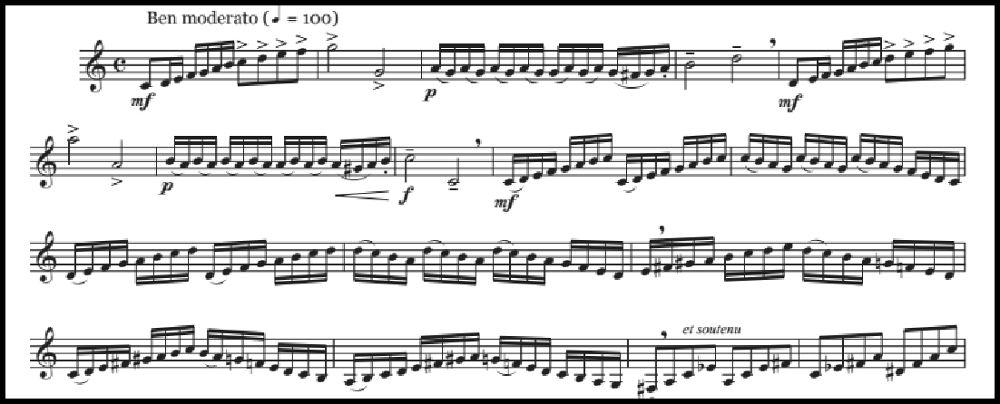 Ben moderato (♩ = 100)
mf
p
mf
p
f
mf
et soutenu